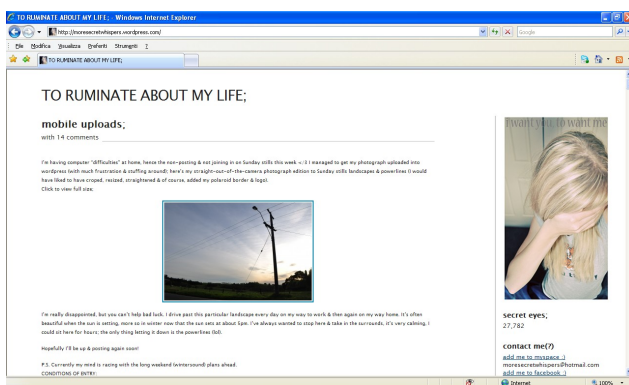 TO RUMINATE ABOUT MY LIFE; - Windows Internet Explorer
http://moresecretwhispers.wordpress.com/
Google
File Modifica Visualizza Preferiti Strumenti ?
TO RUMINATE ABOUT MY LIFE;
TO RUMINATE ABOUT MY LIFE;
mobile uploads;
with 14 comments
I'm having computer "difficulties" at home, hence the non-posting & not joining in on Sunday stills this week </3 I managed to get my photograph uploaded into
wordpress (with much frustration & stuffing around); here's my straight-out-of-the-camera photograph edition to Sunday stills landscapes & powerlines (I would
have liked to have croped, resized, straightened & of course, added my polaroid border & logo).
Click to view full size;
I'm really disappointed, but you can't help bad luck. I drive past this particular landscape every day on my way to work & then again on my way home. It's often
beautiful when the sun is setting, more so in winter now that the sun sets at about 5pm. I've always wanted to stop here & take in the surrounds, it's very calming, I
could sit here for hours; the only thing letting it down is the powerlines (lol).
Hopefully I'll be up & posting again soon!
P.S. Currently my mind is racing with the long weekend (wintersound) plans ahead.
CONDITIONS OF ENTRY:
i want you to want me
secret eyes;
27,782
contact me(?)
add me to myspace :)
moresecretwhispers@hotmail.com
add me to facebook :)
Internet
100%